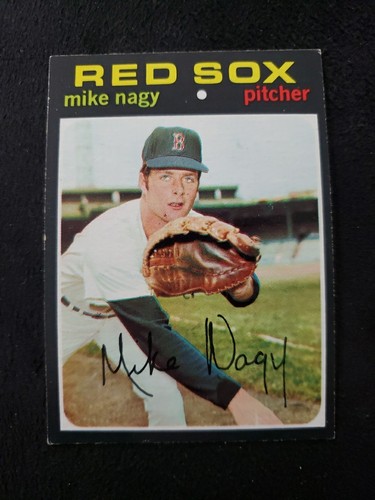 RED SOX
mike nagy • pitcher
B
Mike Nagy